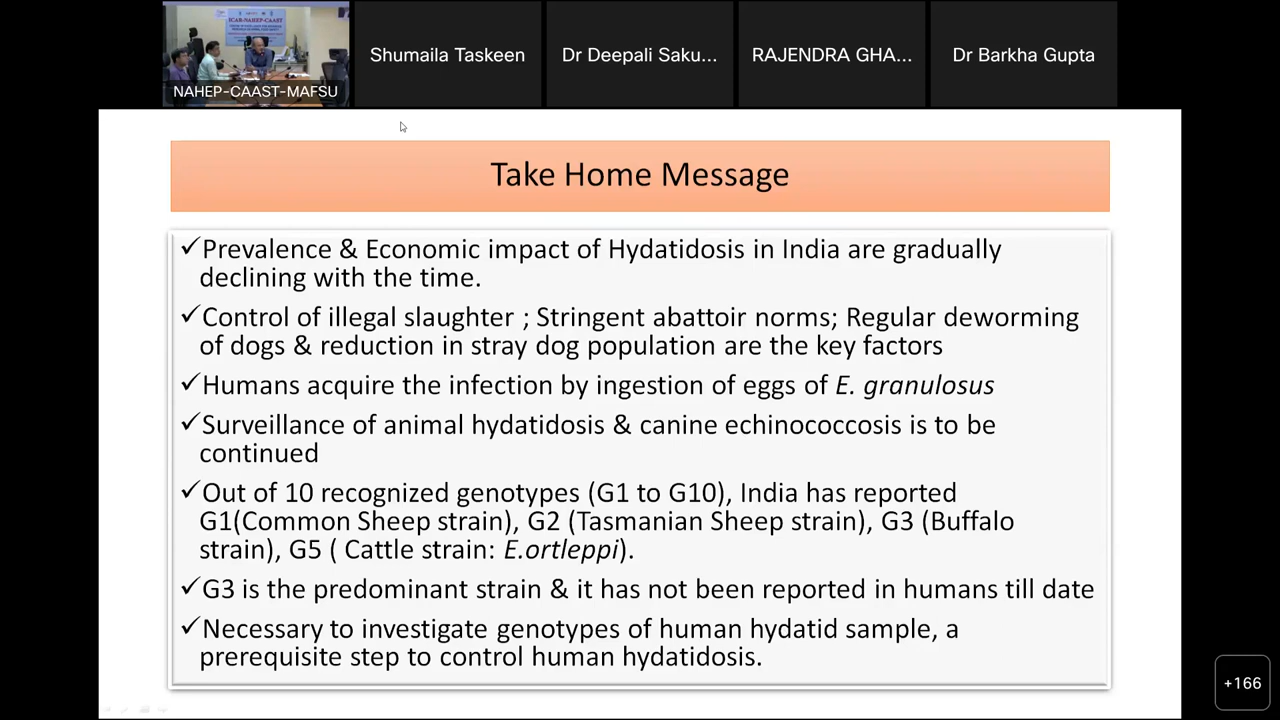 ICAR-NAHEP-CAAST
NAHEP-CAAST-MAFSU
Shumaila Taskeen
Dr Deepali Saku...
RAJENDRA GHA...
Dr Barkha Gupta
Take Home Message
✓Prevalence & Economic impact of Hydatidosis in India are gradually
declining with the time.
✓Control of illegal slaughter ; Stringent abattoir norms; Regular deworming
of dogs & reduction in stray dog population are the key factors
✓Humans acquire the infection by ingestion of eggs of E. granulosus
✓Surveillance of animal hydatidosis & canine echinococcosis is to be
continued
✓Out of 10 recognized genotypes (G1 to G10), India has reported
G1(Common Sheep strain), G2 (Tasmanian Sheep strain), G3 (Buffalo
strain), G5 ( Cattle strain: E.ortleppi).
✓G3 is the predominant strain & it has not been reported in humans till date
✓Necessary to investigate genotypes of human hydatid sample, a
prerequisite step to control human hydatidosis.
+166